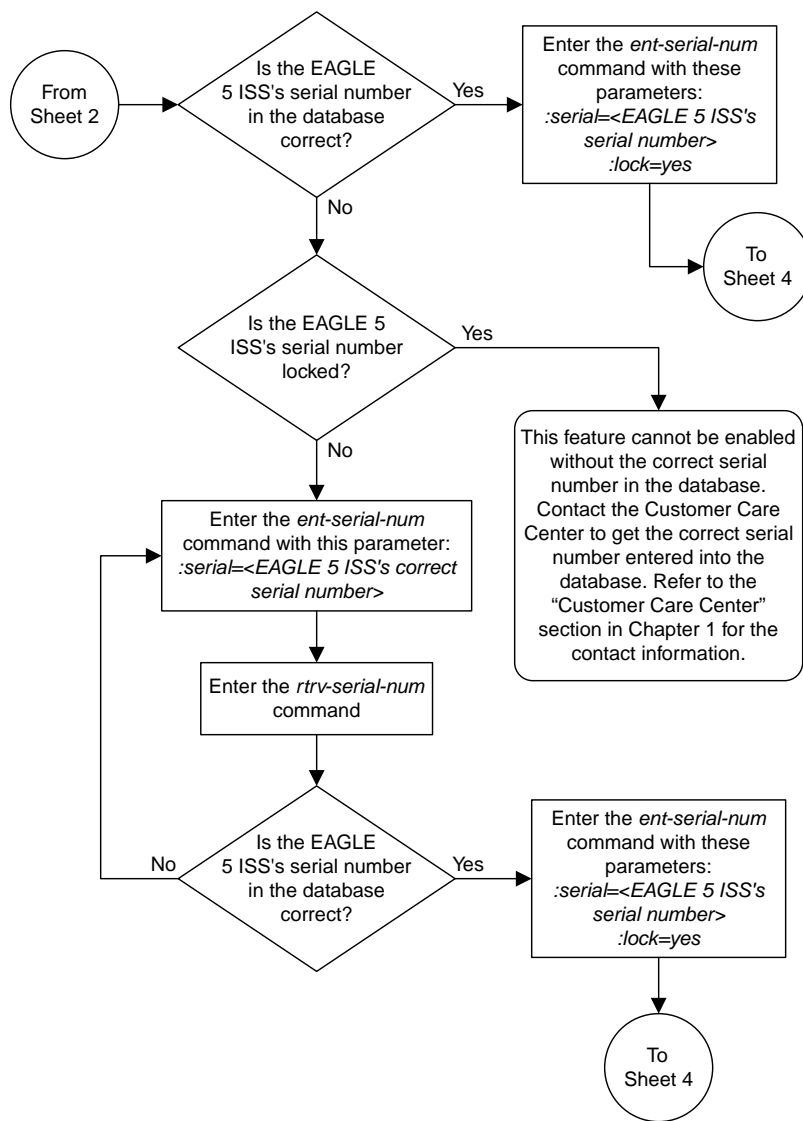 From
Sheet 2
Is the EAGLE
5 ISS's serial number
in the database
correct?
Yes
Enter the ent-serial-num
command with these
parameters:
:serial=<EAGLE 5 ISS's
serial number>
:lock=yes
To
Sheet 4
No
Is the EAGLE 5
ISS's serial number
locked?
Yes
This feature cannot be enabled
without the correct serial
number in the database.
Contact the Customer Care
Center to get the correct serial
number entered into the
database. Refer to the
“Customer Care Center”
section in Chapter 1 for the
contact information.
No
Enter the ent-serial-num
command with this parameter:
:serial=<EAGLE 5 ISS's correct
serial number>
Enter the rtrv-serial-num
command
Is the EAGLE
5 ISS's serial number
in the database
correct?
No
Yes
Enter the ent-serial-num
command with these
parameters:
:serial=<EAGLE 5 ISS's
serial number>
:lock=yes
To
Sheet 4